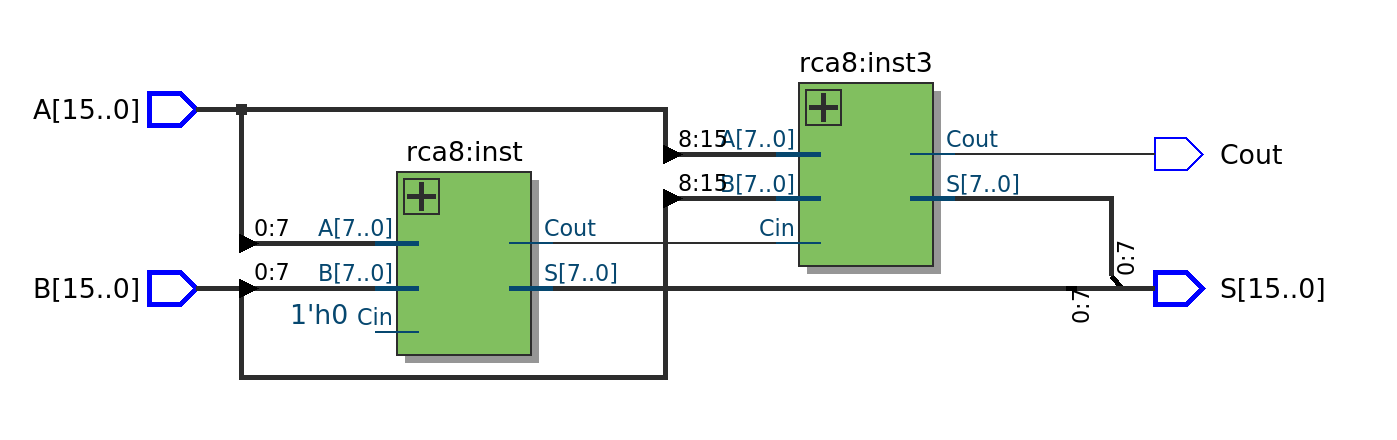 rca8:inst3
A[15..0]
8:15
A[7..0]
Cout
Cout
rca8:inst
8:15
B[7..0]
S[7..0]
0:7
A[7..0]
Cout
Cin
0:7
0:7
B[7..0]
S[7..0]
B[15..0]
S[15..0]
0:7
1'h0
Cin